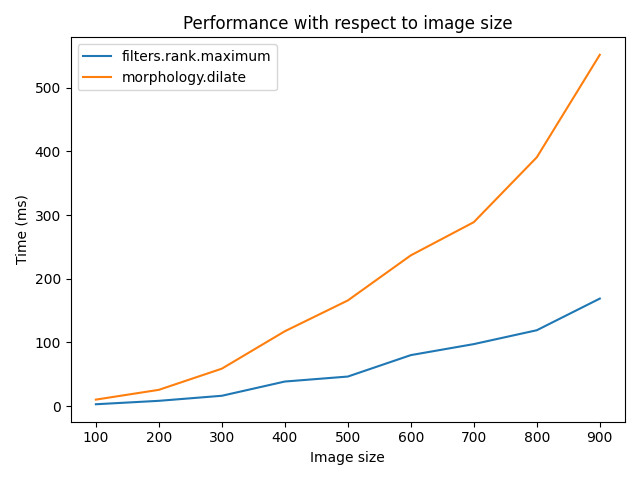 Performance with respect to image size
filters.rank.maximum
morphology.dilate
500
400
300
200
100
0
Time (ms)
100 200 300 400 500 600 700 800 900
Image size